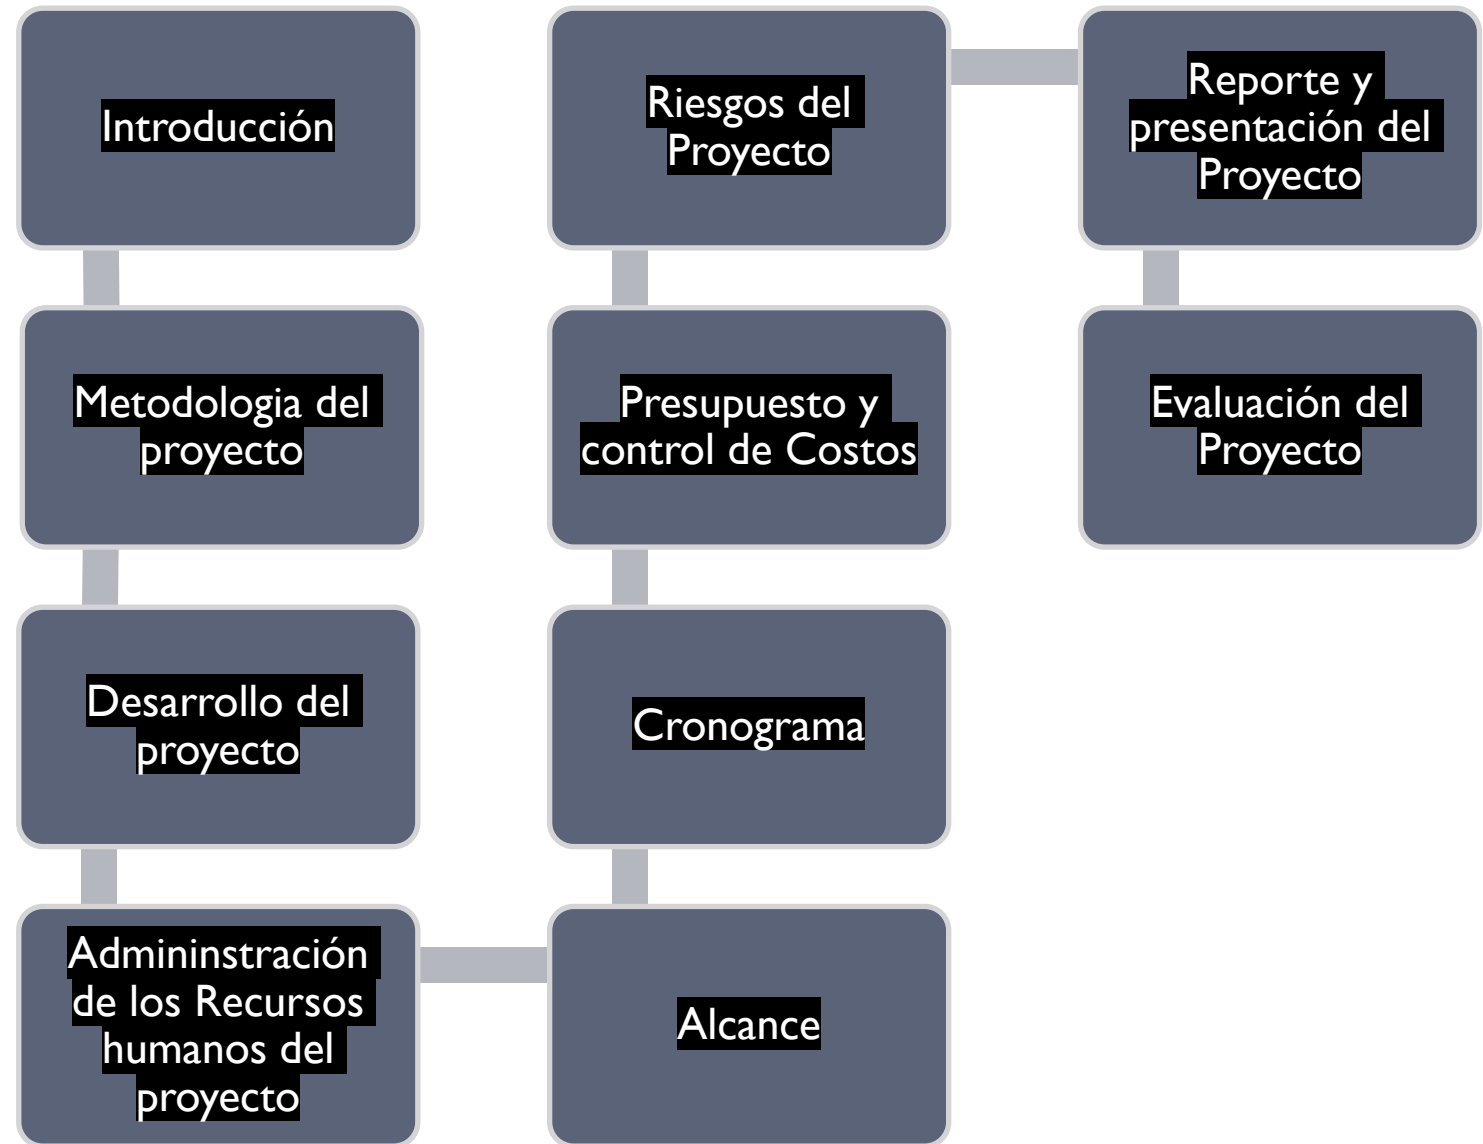 Introducción
Metodologia del
proyecto
Desarrollo del
proyecto
Admininstración
de los Recursos
humanos del
proyecto
Alcance
Cronograma
Presupuesto y
control de Costos
Riesgos del
Proyecto
Reporte y
presentación del
Proyecto
Evaluación del
Proyecto